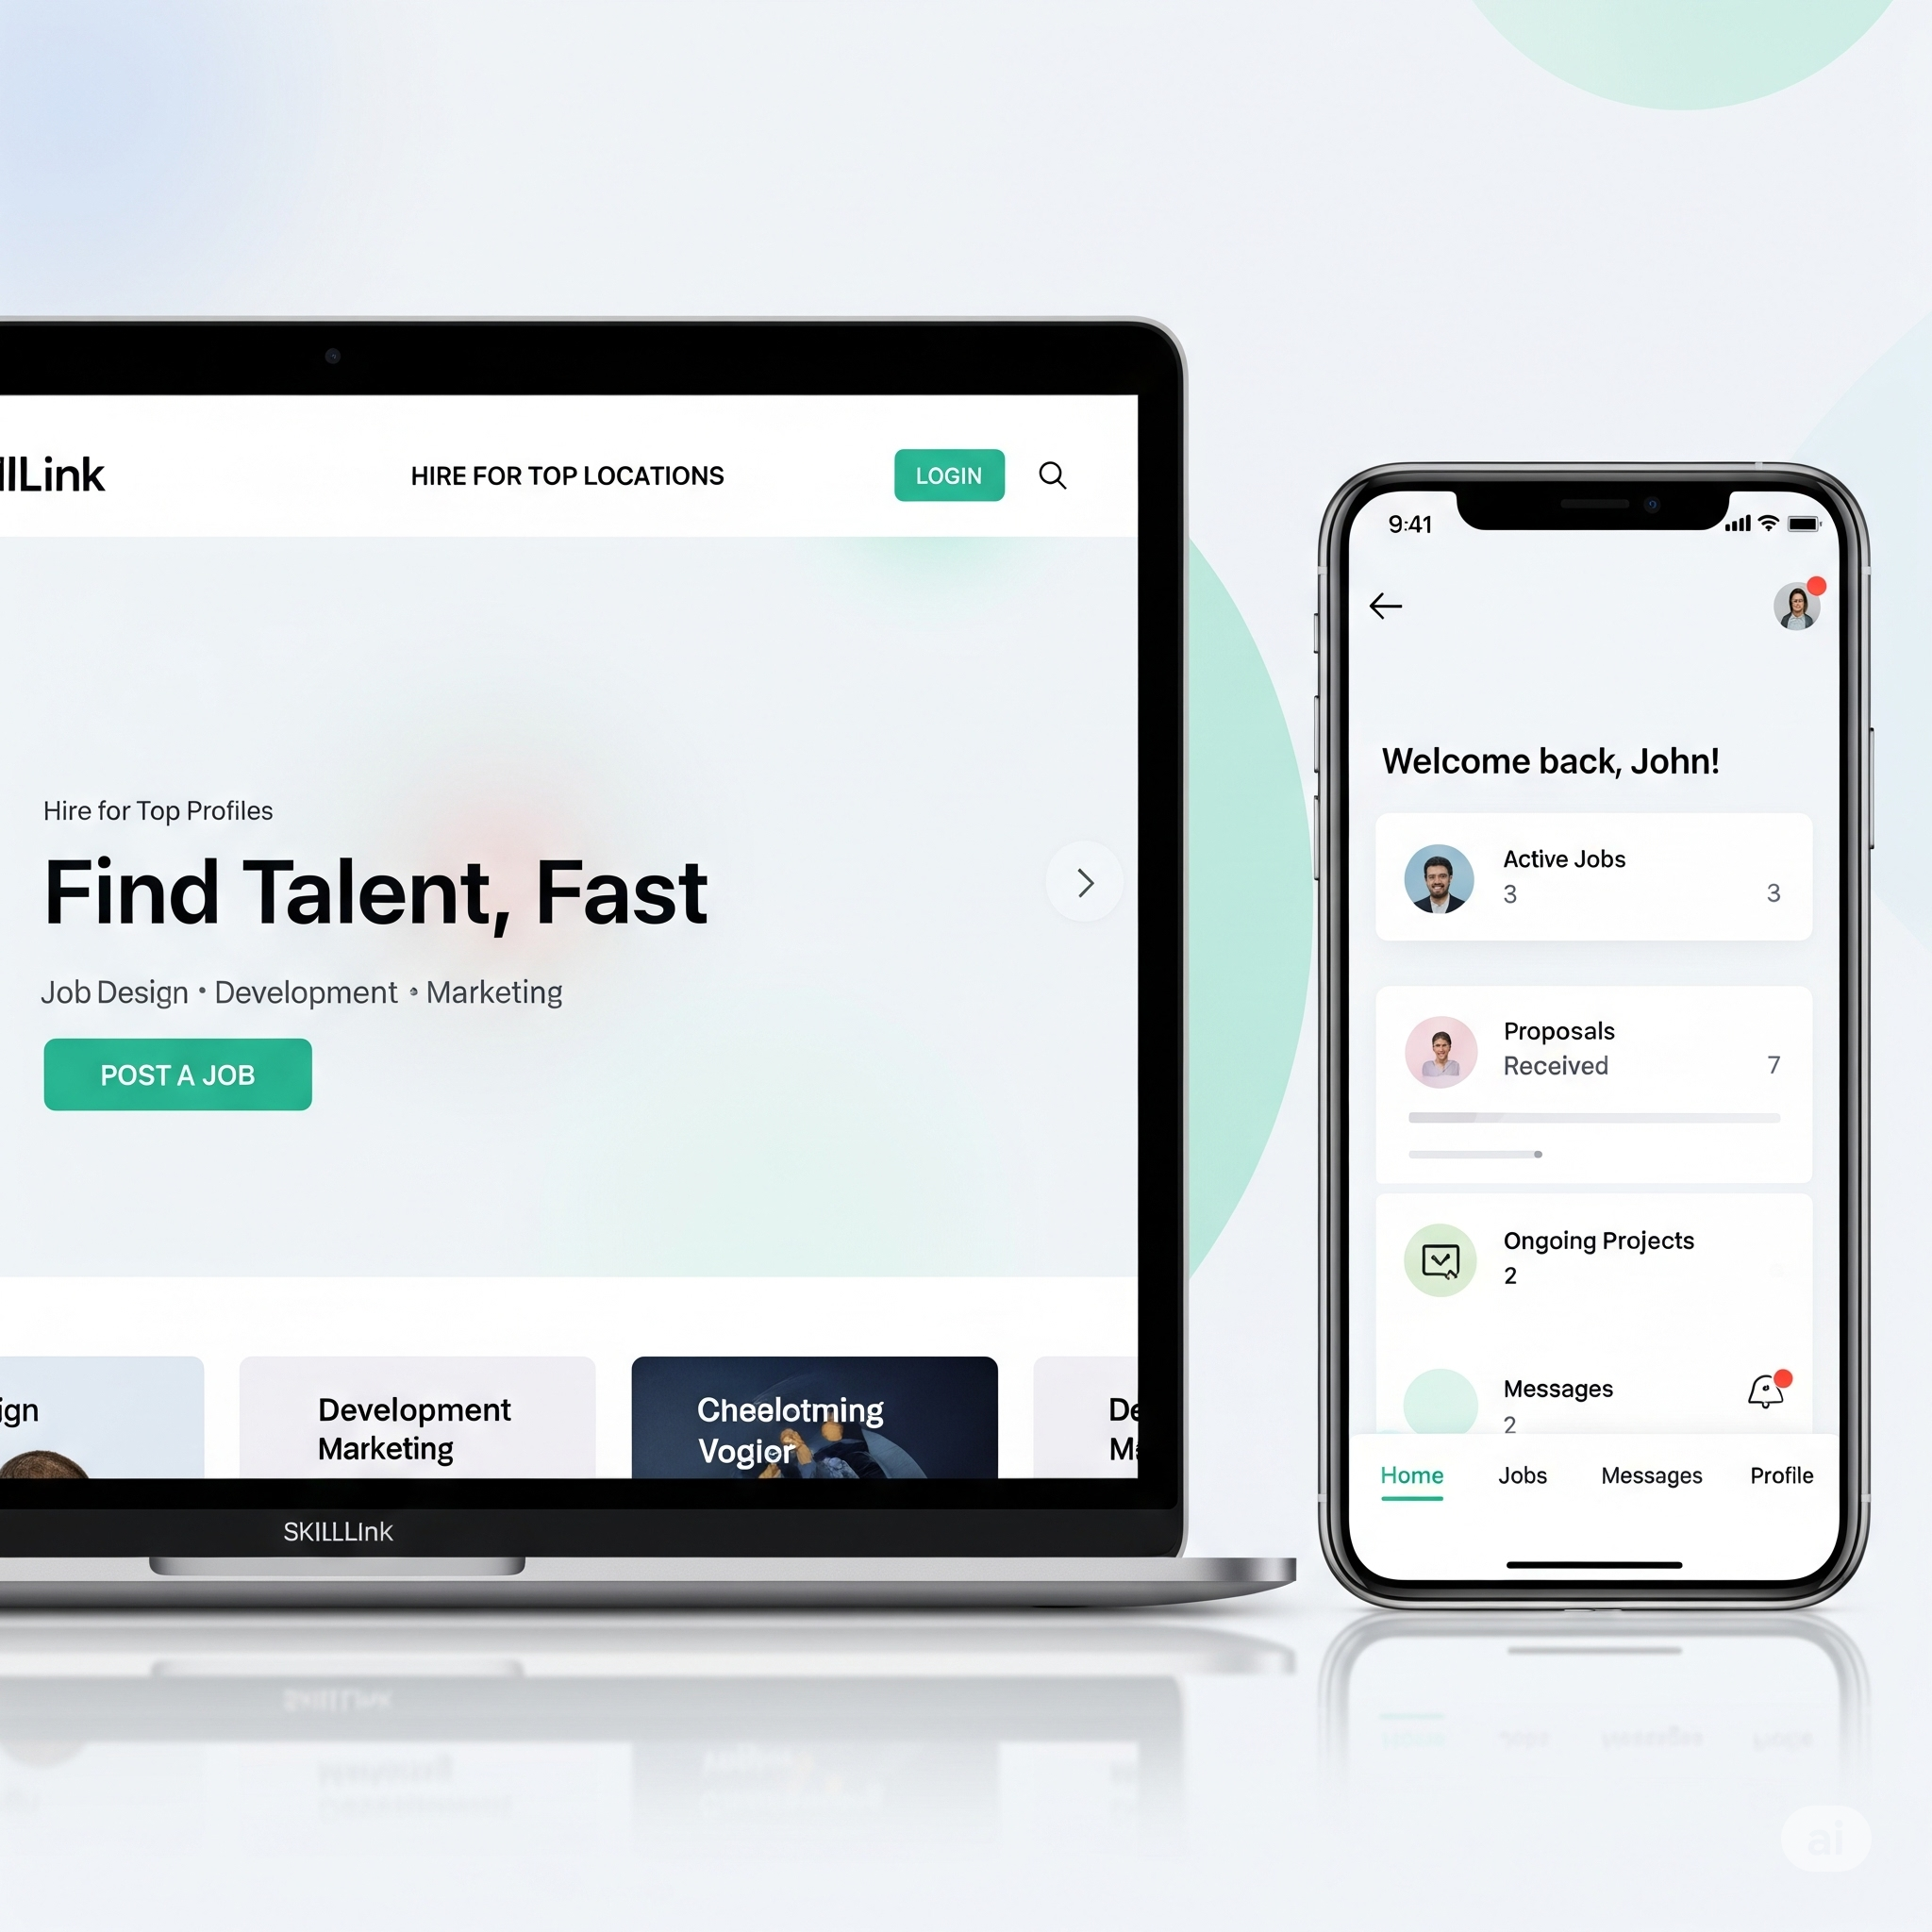 llLink
HIRE FOR TOP LOCATIONS
LOGIN
Hire for Top Profiles
Find Talent, Fast
Job Design • Development • Marketing
POST A JOB
ign
Development
Marketing
Cheelotming
Vogior
De
Ma
SKILLLInk
9:41
Welcome back, John!
Active Jobs
3 3
Proposals
Received 7
Ongoing Projects
2
Messages
2
Home Jobs Messages Profile
ai